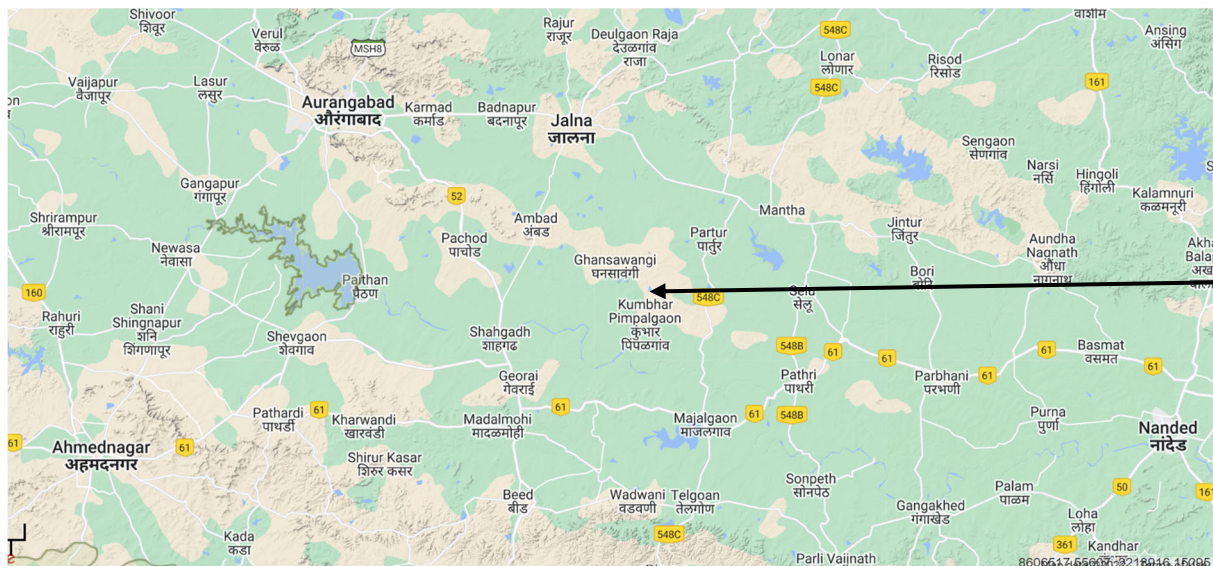 Shivoor
शिवूर
Verul
वेरुळ
MSH8
Rajur
राजूर
Deulgaon Raja
देउळगांव
राजा
548C
Lonar
लोणार
548C
Risod
रिसोड
वाशीम
Ansing
अंसिंग
161
Vaijapur
वैजापूर
Lasur
लसुर
Aurangabad
औरंगाबाद
Karmad
कर्माड
Badnapur
बदनापूर
Jalna
जालना
Sengaon
सेणगांव
Narsi
नर्सि
Hingoli
हिंगोली
Kalamnuri
कळमनूरी
Gangapur
गंगापूर
52
Shrirampur
श्रीरामपूर
Newasa
नेवासा
Pachod
पाचोड
Ambad
अंबड
Mantha
Partur
पार्तुर
Jintur
जिंतुर
Aundha
Nagnath
औंधा
नागनाथ
Ghansawangi
घनसावंगी
Bori
बोरि
Paithan
पैठण
160
Rahuri
राहुरी
Shani
Shingnapur
शनि
शिंगणापूर
Kumbhar
Pimpalgaon
कुंभार
पिंपळगांव
548C
Selu
सेलू
Shevgaon
शेवगाव
Shahgadh
शाहगढ
548B
61
61
61
61
61
Basmat
वसमत
Georai
गेवराई
Pathri
पाथरी
Parbhani
परभणी
Pathardi
पाथर्डी
61
Kharwandi
खारवंडी
Madalmohi
मादळमोही
61
Majalgaon
माजलगाव
61
548B
Purna
पुर्णा
Nanded
नांदेड
61
Ahmednagar
अहमदनगर
61
Shirur Kasar
शिरुर कसर
Sonpeth
सोनपेठ
Beed
बीड
Wadwani
वडवणी
Telgoan
तेलगोण
Gangakhed
गंगाखेड
Palam
पाळम
50
161
Loha
लोहा
Kada
कडा
548C
Parli Vaijnath
361
Kandhar